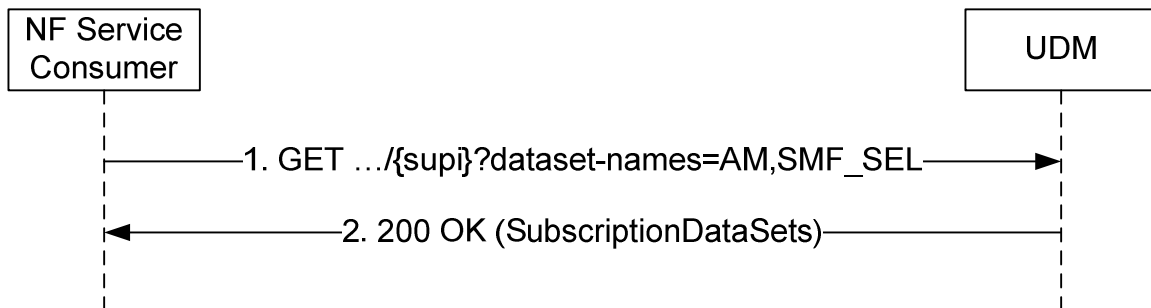 NF Service
Consumer
UDM
1. GET …/{supi}?dataset-names=AM,SMF_SEL
2. 200 OK (SubscriptionDataSets)